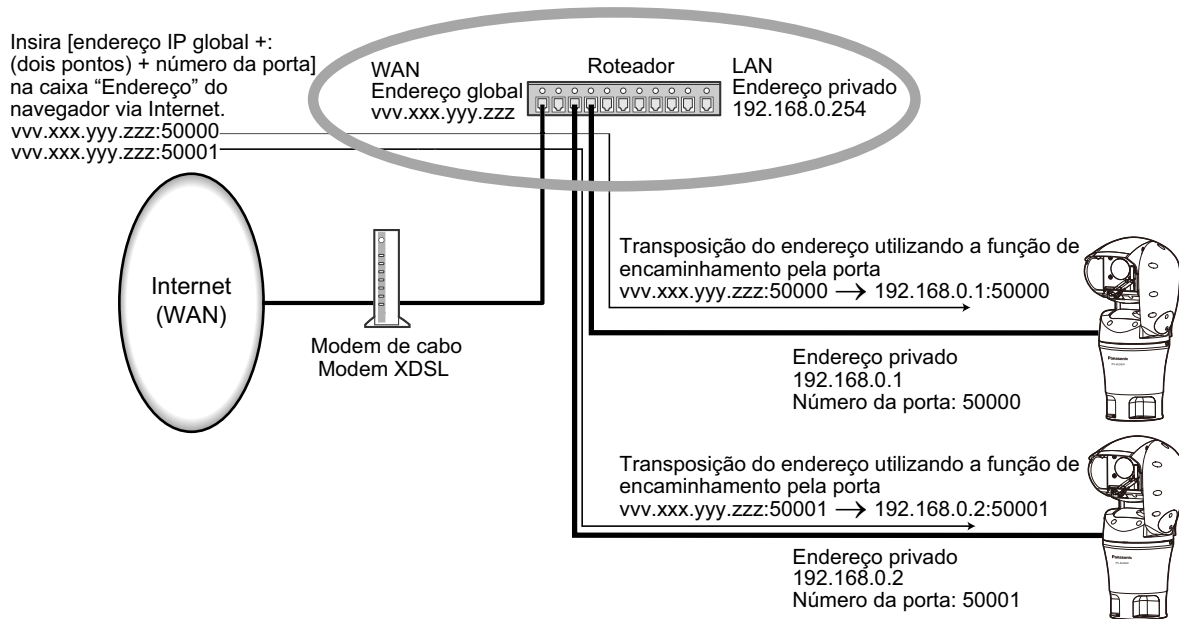 Insira [endereço IP global +:
(dois pontos) + número da porta]
na caixa “Endereço” do
navegador via Internet.
vvv.xxx.yyy.zzz:50000
vvv.xxx.yyy.zzz:50001
WAN
Endereço global
vvv.xxx.yyy.zzz
Roteador
LAN
Endereço privado
192.168.0.254
Internet
(WAN)
Modem de cabo
Modem XDSL
Transposição do endereço utilizando a função de
encaminhamento pela porta
vvv.xxx.yyy.zzz:50000 → 192.168.0.1:50000
Endereço privado
192.168.0.1
Número da porta: 50000
Panasonic
Transposição do endereço utilizando a função de
encaminhamento pela porta
vvv.xxx.yyy.zzz:50001 → 192.168.0.2:50001
Endereço privado
192.168.0.2
Número da porta: 50001
Panasonic